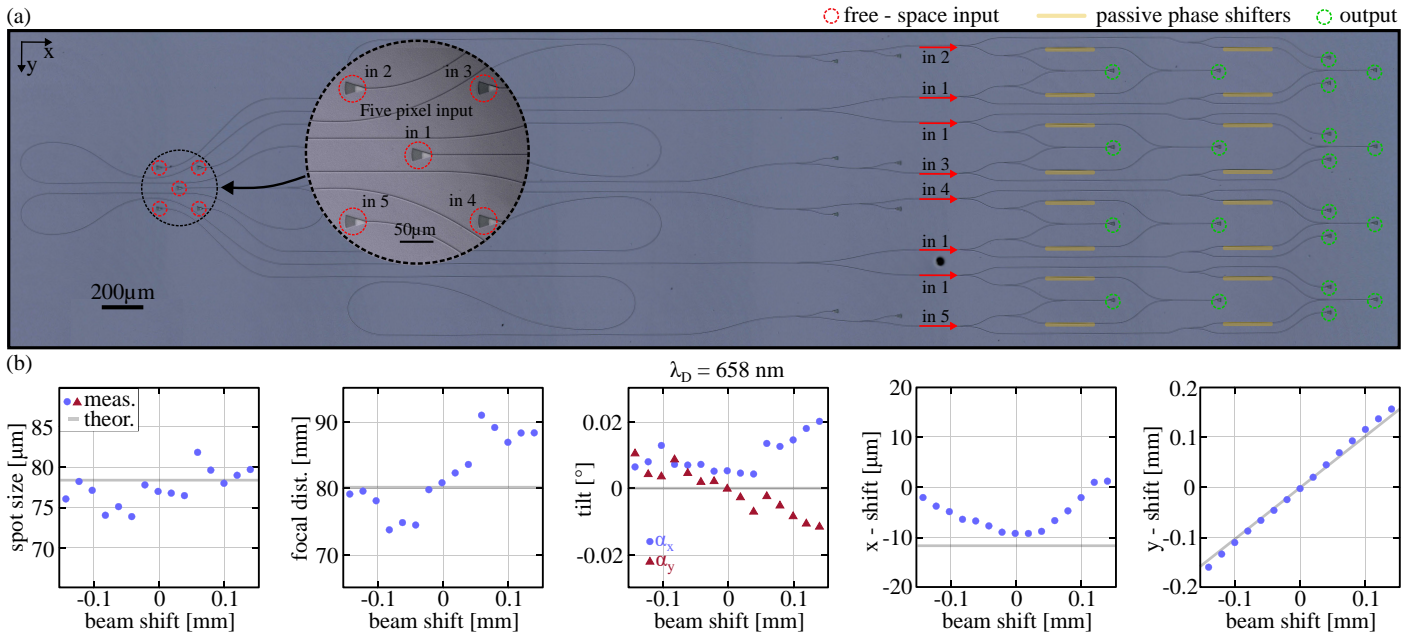 (a)
free - space input
passive phase shifters
output
x
y
in 2
in 3
Five pixel input
in 1
in 5
in 4
50µm
200µm
in 2
in 1
in 1
in 3
in 4
in 1
in 1
in 5
(b)
λD = 658 nm
meas.
theor.
85
80
75
70
65
spot size [µm]
-0.1
0
0.1
beam shift [mm]
90
80
70
focal dist. [mm]
-0.1
0
0.1
beam shift [mm]
0.02
0
-0.02
tilt [°]
αx
αy
-0.1
0
0.1
beam shift [mm]
20
10
0
-10
-20
x - shift [µm]
-0.1
0
0.1
beam shift [mm]
0.2
0.1
0
-0.1
-0.2
y - shift [mm]
-0.1
0
0.1
beam shift [mm]